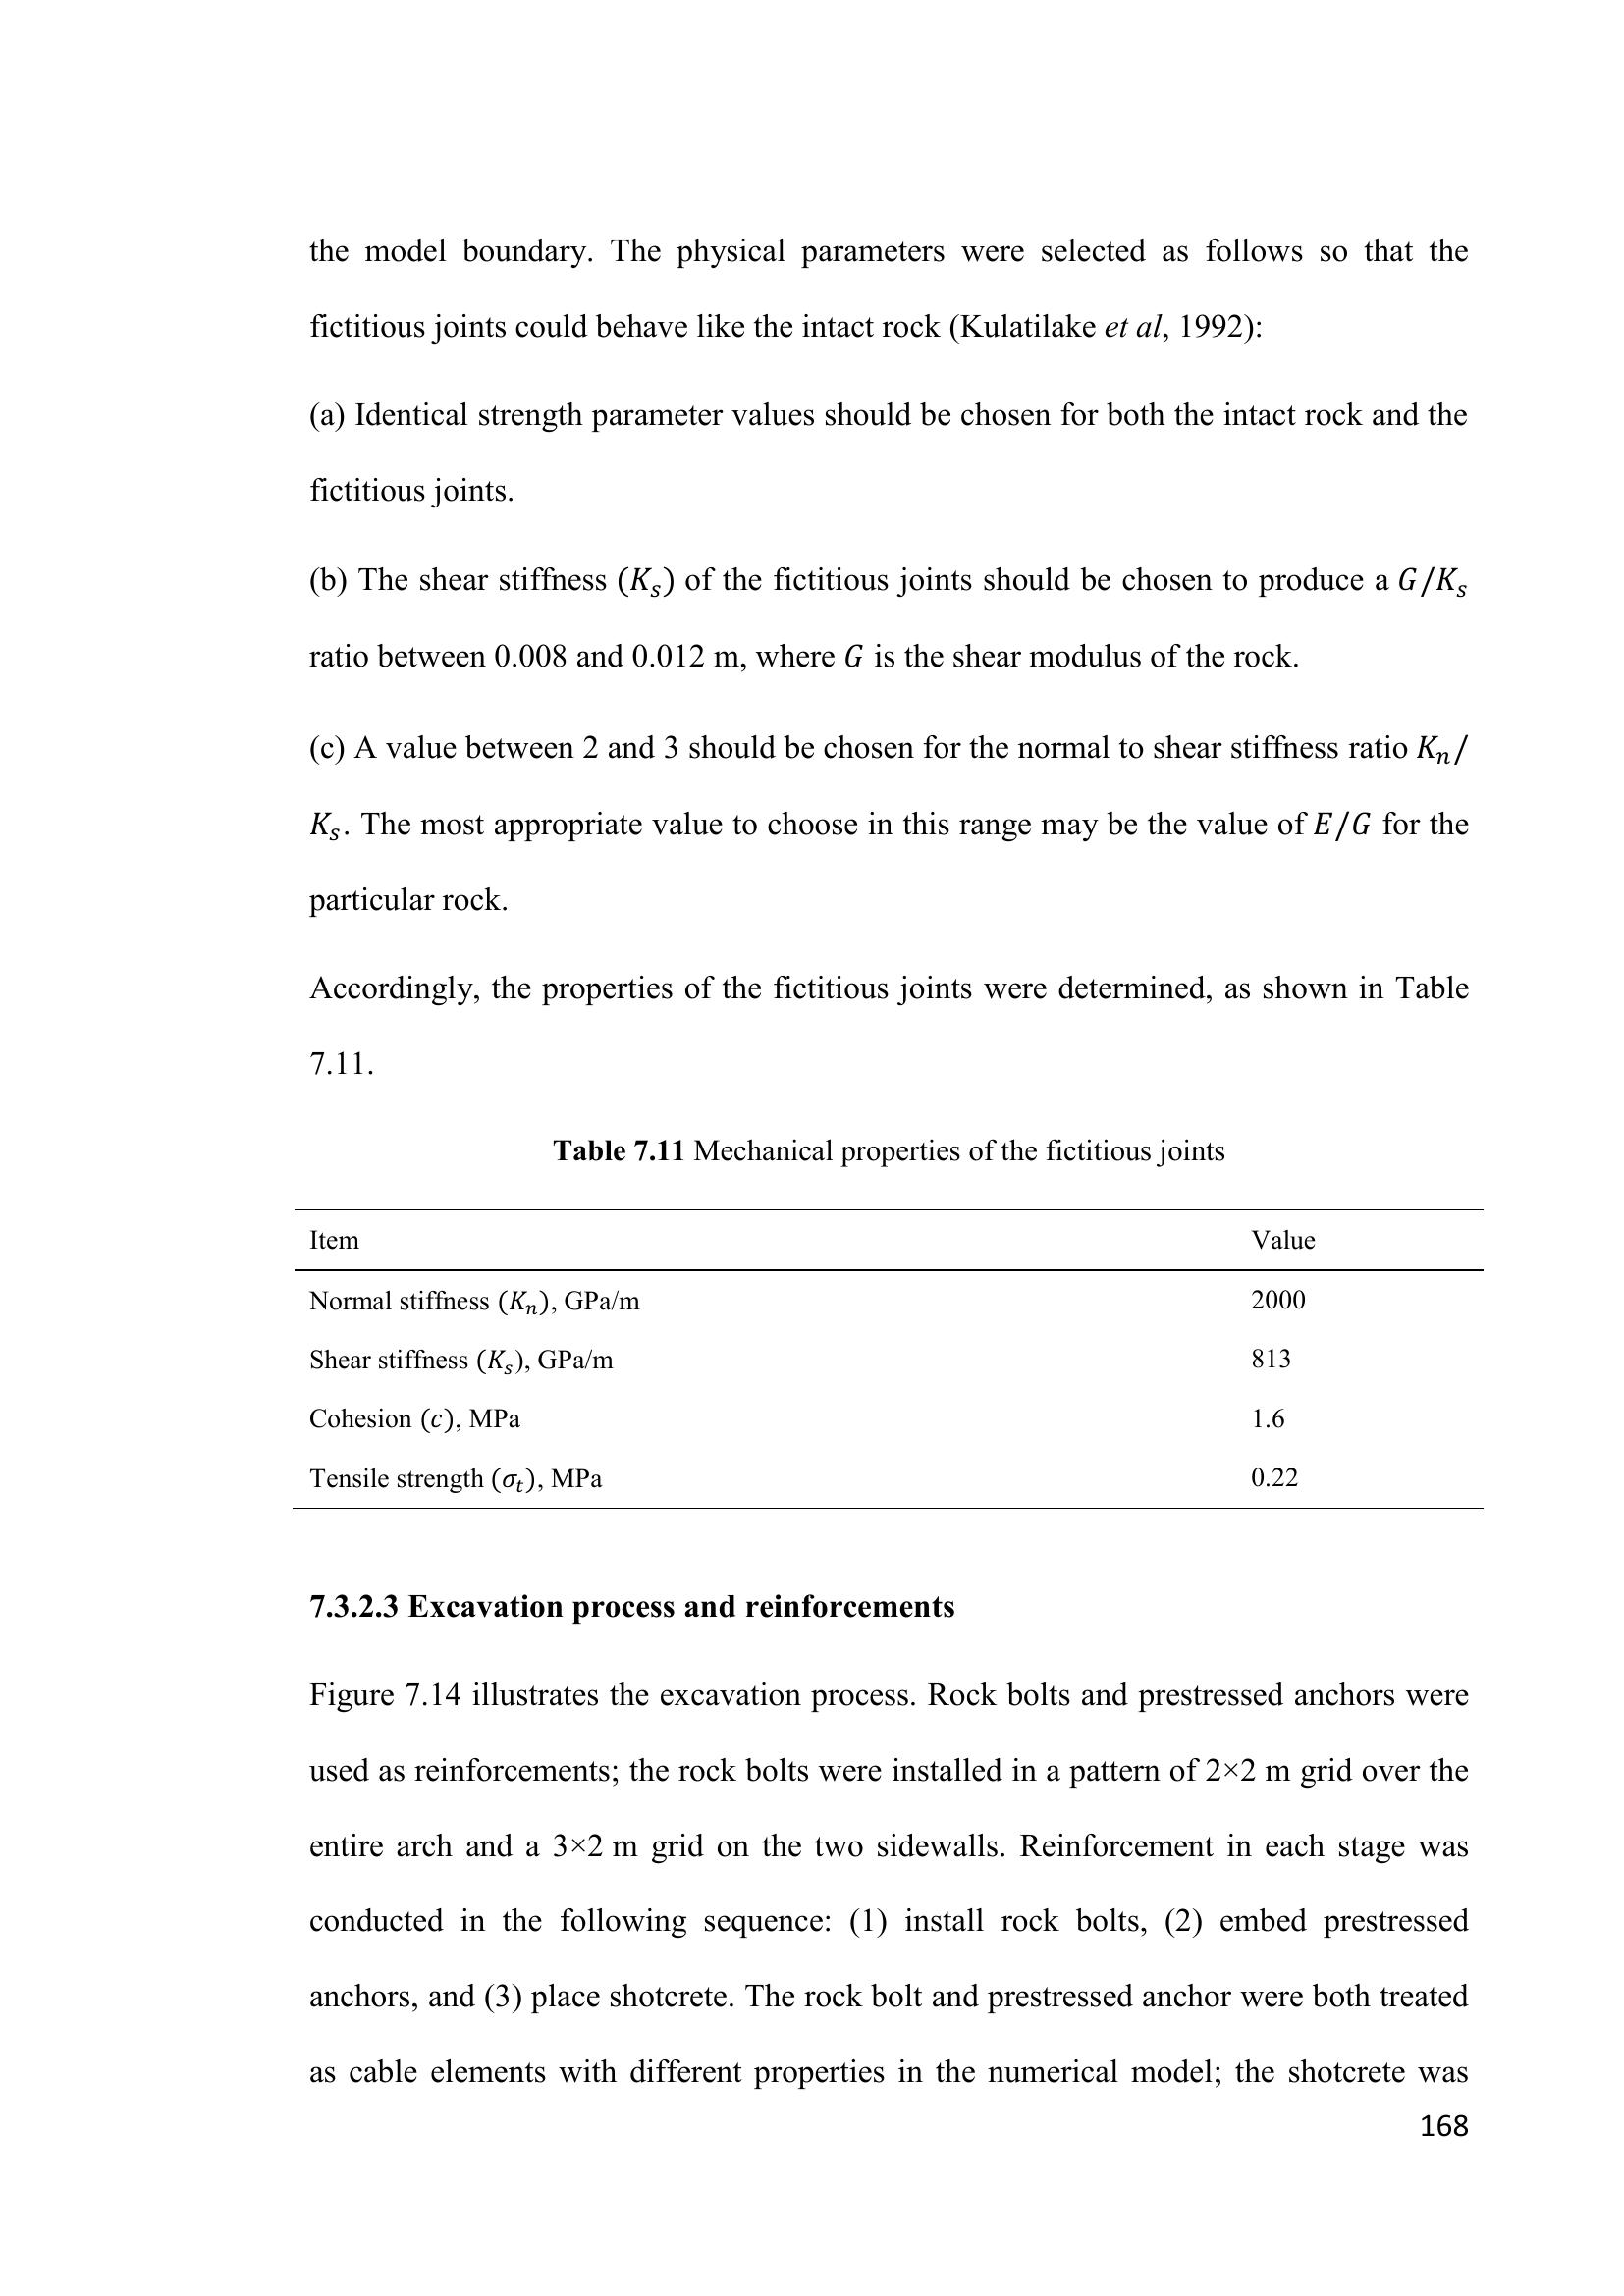 the model boundary. The physical parameters were selected as follows so that the
fictitious joints could behave like the intact rock (Kulatilake et al, 1992):
(a) Identical strength parameter values should be chosen for both the intact rock and the
fictitious joints.
(b) The shear stiffness (Kₛ) of the fictitious joints should be chosen to produce a G/Kₛ
ratio between 0.008 and 0.012 m, where G is the shear modulus of the rock.
(c) A value between 2 and 3 should be chosen for the normal to shear stiffness ratio Kₙ/
Kₛ. The most appropriate value to choose in this range may be the value of E/G for the
particular rock.
Accordingly, the properties of the fictitious joints were determined, as shown in Table
7.11.
Table 7.11 Mechanical properties of the fictitious joints
Item Value
Normal stiffness (Kₙ), GPa/m 2000
Shear stiffness (Kₛ), GPa/m 813
Cohesion (c), MPa 1.6
Tensile strength (σₜ), MPa 0.22
7.3.2.3 Excavation process and reinforcements
Figure 7.14 illustrates the excavation process. Rock bolts and prestressed anchors were
used as reinforcements; the rock bolts were installed in a pattern of 2×2 m grid over the
entire arch and a 3×2 m grid on the two sidewalls. Reinforcement in each stage was
conducted in the following sequence: (1) install rock bolts, (2) embed prestressed
anchors, and (3) place shotcrete. The rock bolt and prestressed anchor were both treated
as cable elements with different properties in the numerical model; the shotcrete was
168